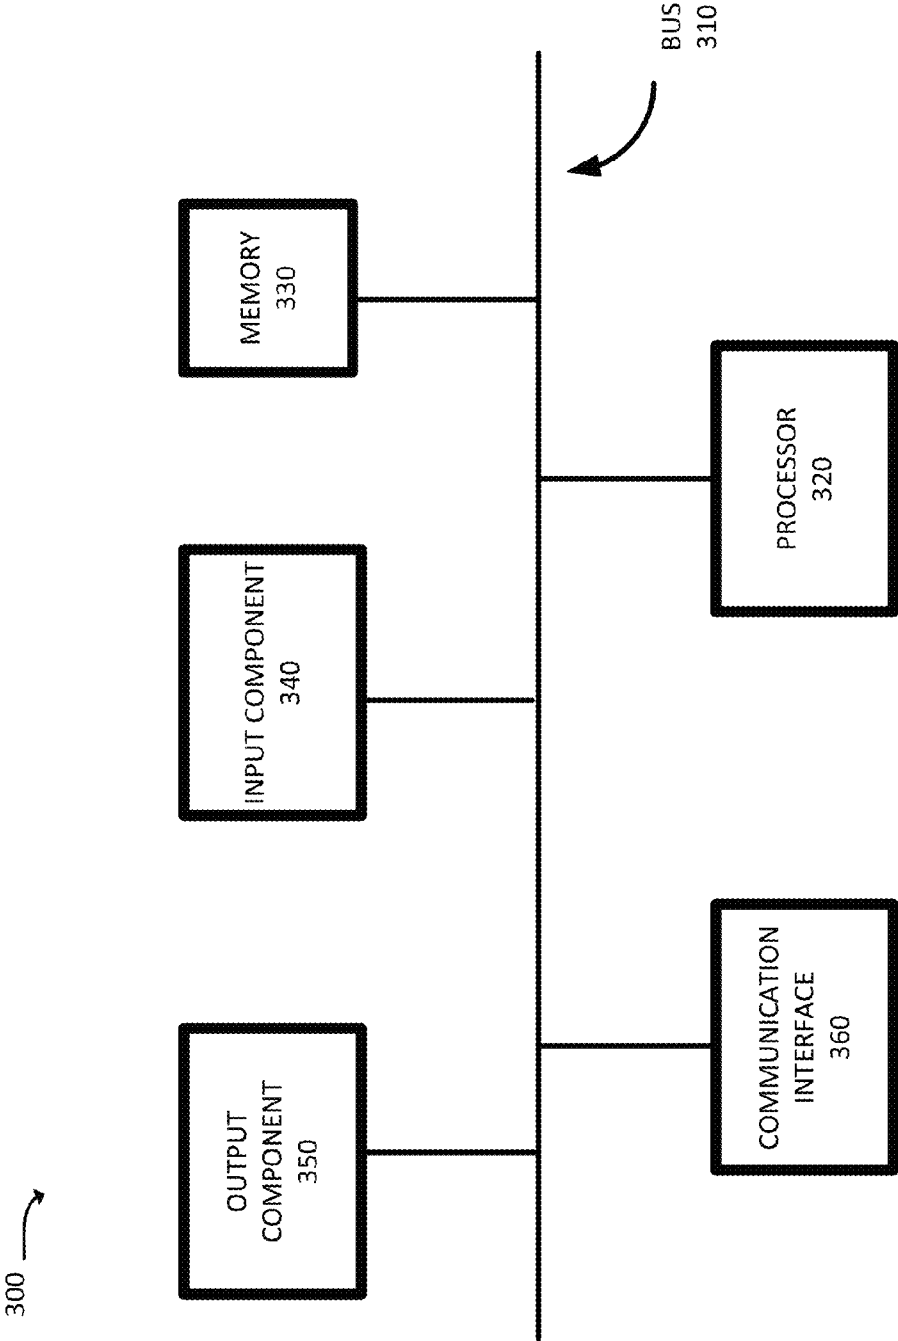 300
OUTPUT
COMPONENT
350
INPUT COMPONENT
340
MEMORY
330
BUS
310
COMMUNICATION
INTERFACE
360
PROCESSOR
320